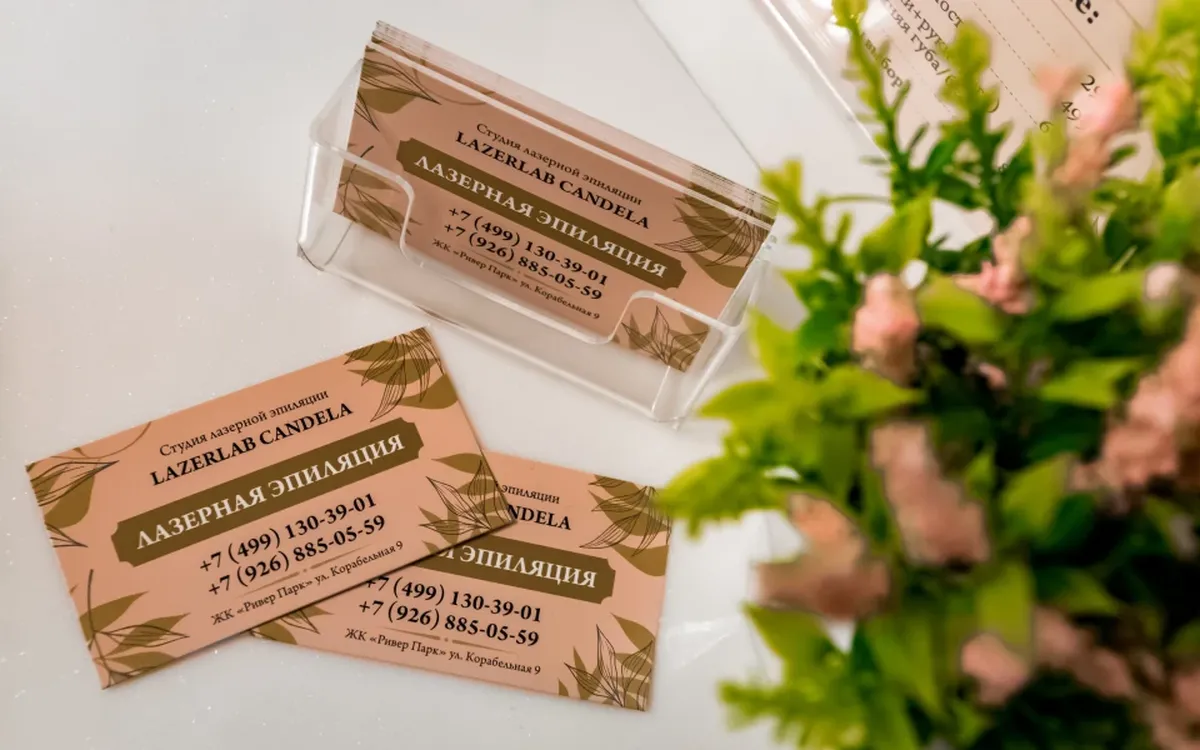 Студия лазерной эпиляции
LAZERLAB CANDELA
ЛАЗЕРНАЯ ЭПИЛЯЦИЯ
+7 (499) 130-39-01
+7 (926) 885-05-59
ЖК «Ривер Парк» ул. Корабельная 9
Студия лазерной эпиляции
LAZERLAB CANDELA
ЛАЗЕРНАЯ ЭПИЛЯЦИЯ
+7 (499) 130-39-01
+7 (926) 885-05-59
ЖК «Ривер Парк» ул. Корабельная 9
эпиляции
ЭПИЛЯЦИЯ
+7 (499) 130-39-01
+7 (926) 885-05-59
ЖК «Ривер Парк» ул. Корабельная 9
губа/